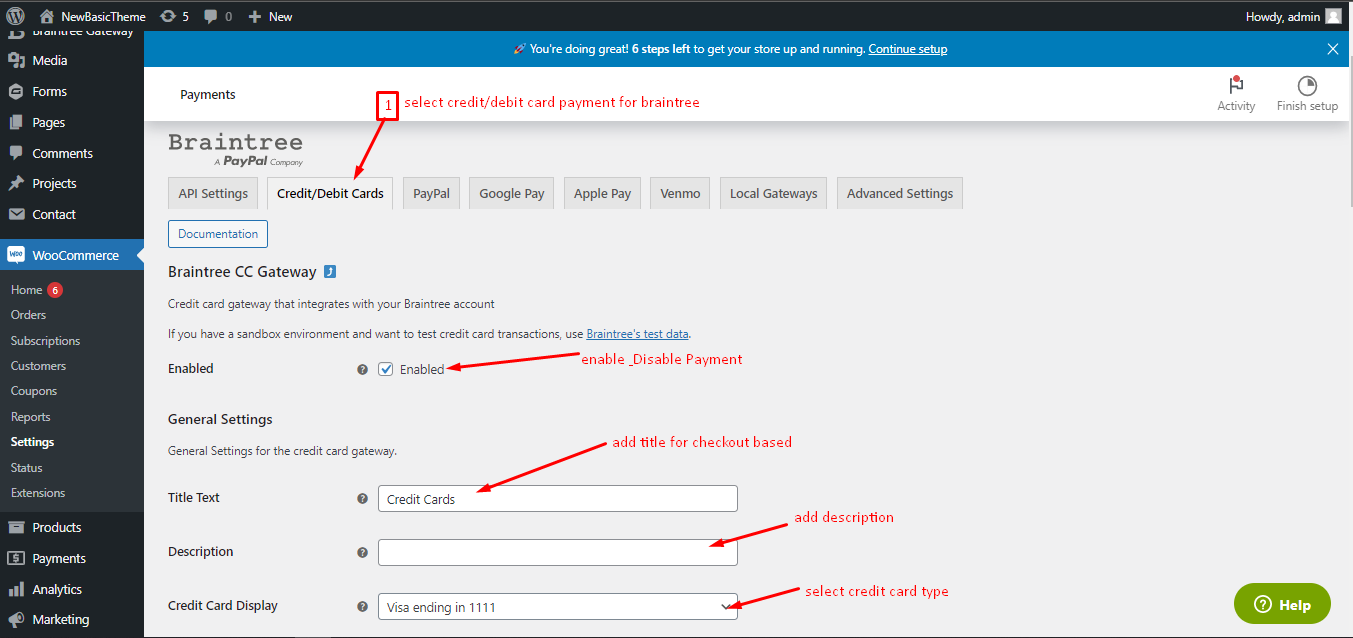 NewBasicTheme 5 0 New Howdy, admin
Braintree Gateway
Media
Forms
Pages
Comments
Projects
Contact
WooCommerce
Home 6
Orders
Subscriptions
Customers
Coupons
Reports
Settings
Status
Extensions
Products
Payments
Analytics
Marketing
🚀 You're doing great! 6 steps left to get your store up and running. Continue setup
Payments
1 select credit/debit card payment for braintree
Activity
Finish setup
Braintree
A PayPal Company
API Settings Credit/Debit Cards PayPal Google Pay Apple Pay Venmo Local Gateways Advanced Settings
Documentation
Braintree CC Gateway
Credit card gateway that integrates with your Braintree account
If you have a sandbox environment and want to test credit card transactions, use Braintree's test data.
Enabled ? Enabled
enable _Disable Payment
General Settings
General Settings for the credit card gateway.
add title for checkout based
Title Text ? Credit Cards
add description
Description ?
select credit card type
Credit Card Display ? Visa ending in 1111
? Help